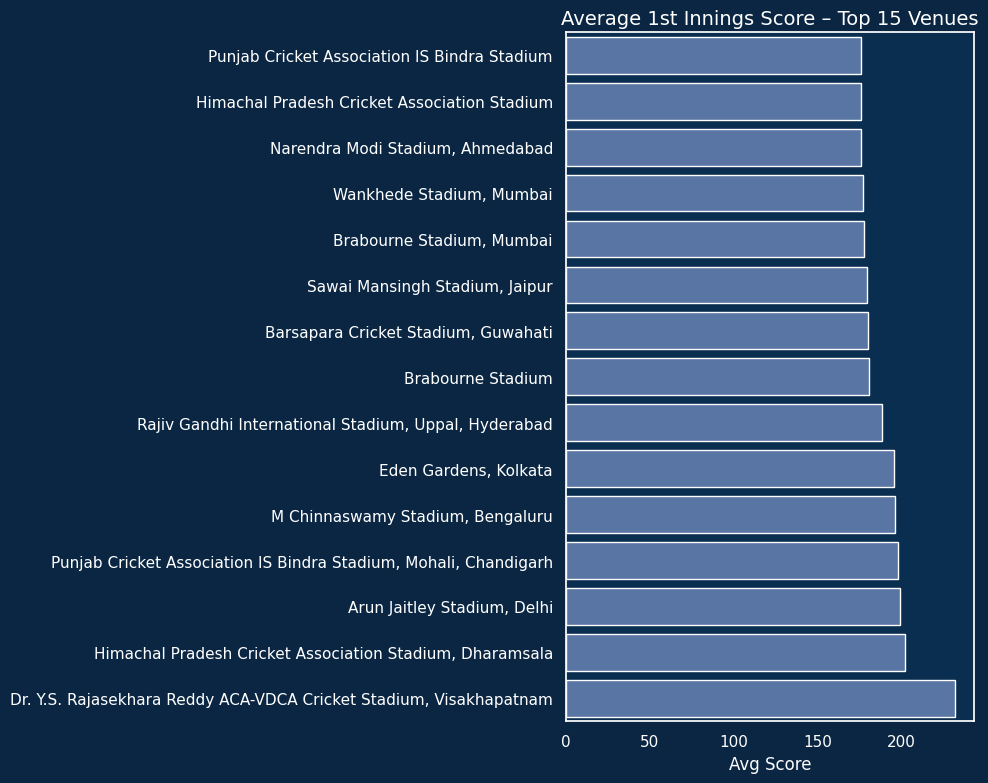 Average 1st Innings Score – Top 15 Venues
Punjab Cricket Association IS Bindra Stadium
Himachal Pradesh Cricket Association Stadium
Narendra Modi Stadium, Ahmedabad
Wankhede Stadium, Mumbai
Brabourne Stadium, Mumbai
Sawai Mansingh Stadium, Jaipur
Barsapara Cricket Stadium, Guwahati
Brabourne Stadium
Rajiv Gandhi International Stadium, Uppal, Hyderabad
Eden Gardens, Kolkata
M Chinnaswamy Stadium, Bengaluru
Punjab Cricket Association IS Bindra Stadium, Mohali, Chandigarh
Arun Jaitley Stadium, Delhi
Himachal Pradesh Cricket Association Stadium, Dharamsala
Dr. Y.S. Rajasekhara Reddy ACA-VDCA Cricket Stadium, Visakhapatnam
0 50 100 150 200
Avg Score